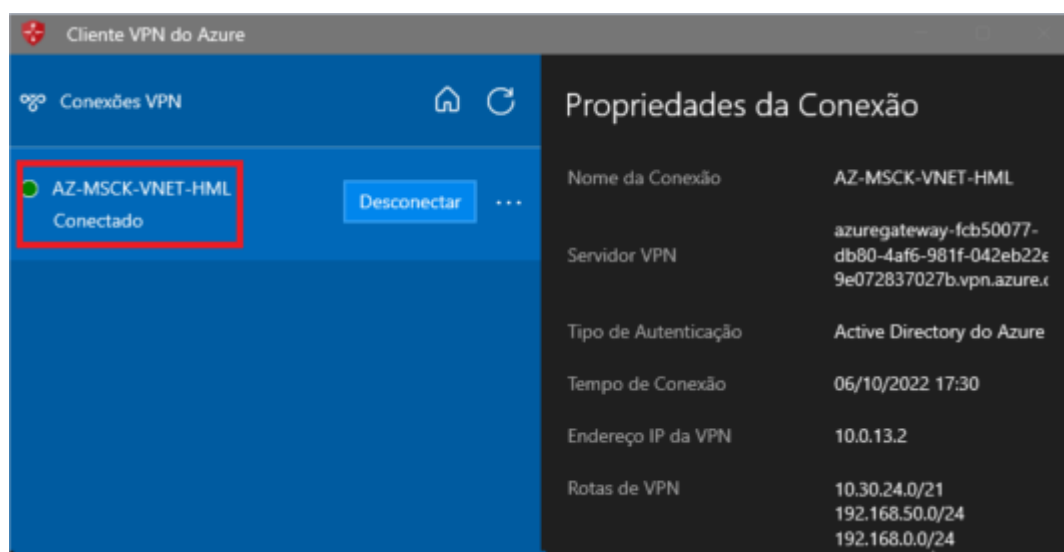 Cliente VPN do Azure
Conexões VPN
AZ-MSCK-VNET-HML
Conectado
Desconectar
Propriedades da Conexão
Nome da Conexão AZ-MSCK-VNET-HML
Servidor VPN azuregateway-fcb50077-
db80-4af6-981f-042eb22e
9e072837027b.vpn.azure.c
Tipo de Autenticação Active Directory do Azure
Tempo de Conexão 06/10/2022 17:30
Endereço IP da VPN 10.0.13.2
Rotas de VPN 10.30.24.0/21
192.168.50.0/24
192.168.0.0/24